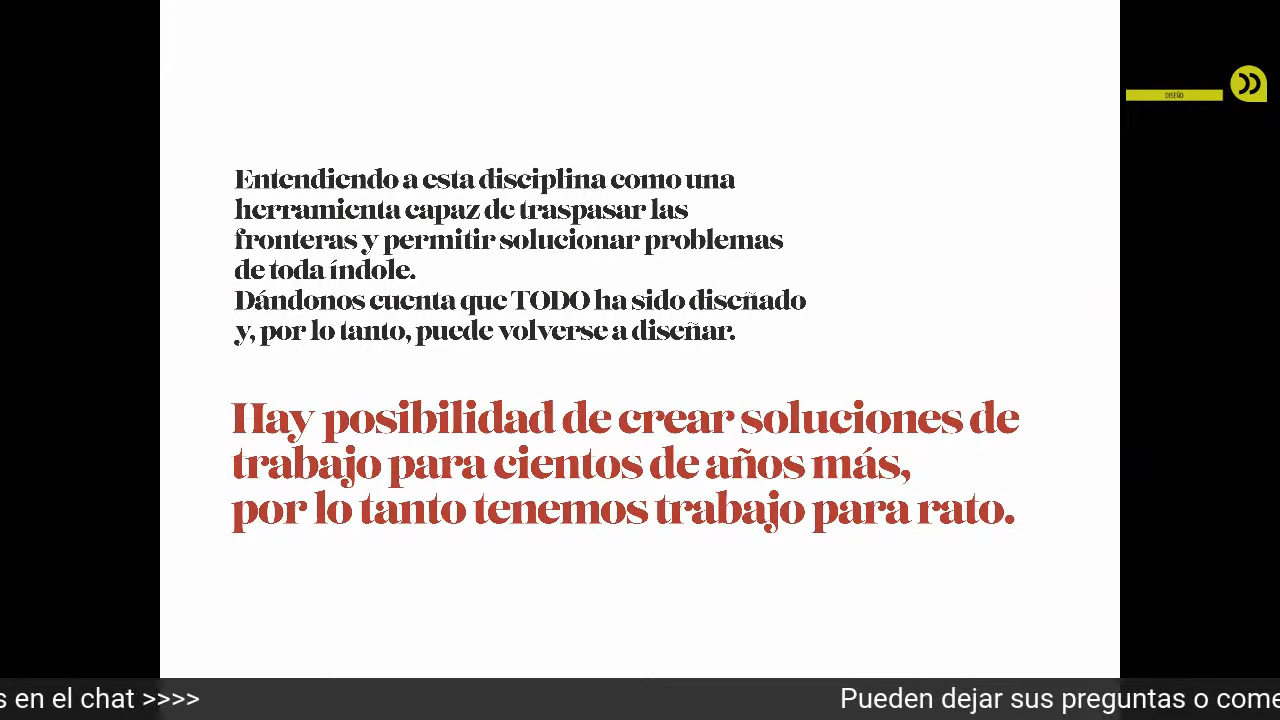 DISEÑO
Entendiendo a esta disciplina como una
herramienta capaz de traspasar las
fronteras y permitir solucionar problemas
de toda índole.
Dándonos cuenta que TODO ha sido diseñado
y, por lo tanto, puede volverse a diseñar.
Hay posibilidad de crear soluciones de
trabajo para cientos de años más,
por lo tanto tenemos trabajo para rato.
s en el chat >>>> Pueden dejar sus preguntas o come